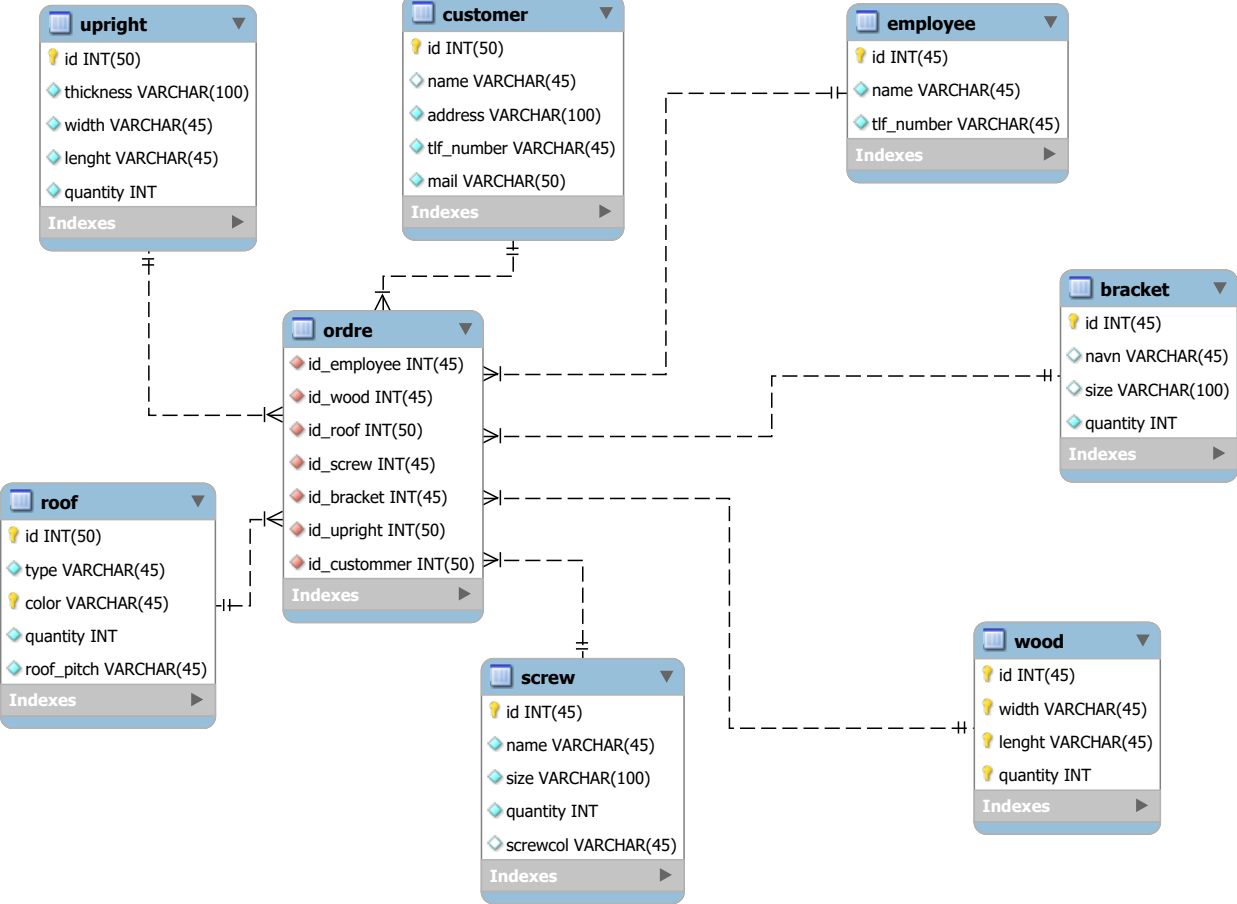 upright
id INT(50)
thickness VARCHAR(100)
width VARCHAR(45)
lenght VARCHAR(45)
quantity INT
Indexes
customer
id INT(50)
name VARCHAR(45)
address VARCHAR(100)
tlf_number VARCHAR(45)
mail VARCHAR(50)
Indexes
employee
id INT(45)
name VARCHAR(45)
tlf_number VARCHAR(45)
Indexes
bracket
id INT(45)
navn VARCHAR(45)
size VARCHAR(100)
quantity INT
Indexes
ordre
id_employee INT(45)
id_wood INT(45)
id_roof INT(50)
id_screw INT(45)
id_bracket INT(45)
id_upright INT(50)
id_custommer INT(50)
Indexes
roof
id INT(50)
type VARCHAR(45)
color VARCHAR(45)
quantity INT
roof_pitch VARCHAR(45)
Indexes
screw
id INT(45)
name VARCHAR(45)
size VARCHAR(100)
quantity INT
screwcol VARCHAR(45)
Indexes
wood
id INT(45)
width VARCHAR(45)
lenght VARCHAR(45)
quantity INT
Indexes